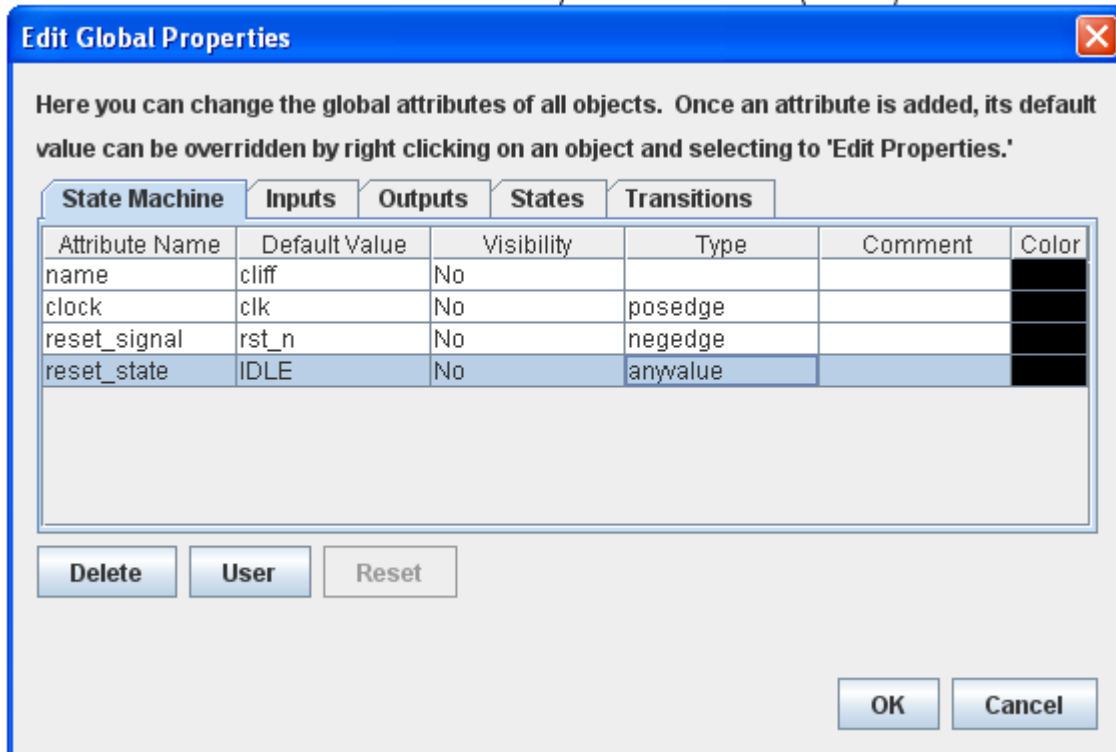 Edit Global Properties
Here you can change the global attributes of all objects.  Once an attribute is added, its default
value can be overridden by right clicking on an object and selecting to 'Edit Properties.'
State Machine Inputs Outputs States Transitions
Attribute Name Default Value Visibility Type Comment Color
name cliff No
clock clk No posedge
reset_signal rst_n No negedge
reset_state IDLE No anyvalue
Delete User Reset
OK Cancel